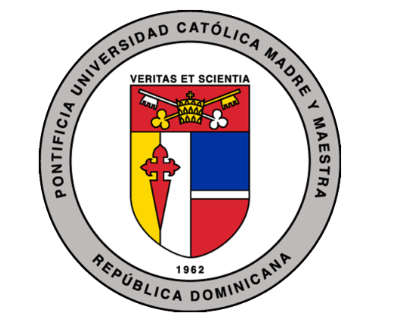 PONTIFICIA UNIVERSIDAD CATÓLICA MADRE Y MAESTRA
VERITAS ET SCIENTIA
1962
REPÚBLICA DOMINICANA